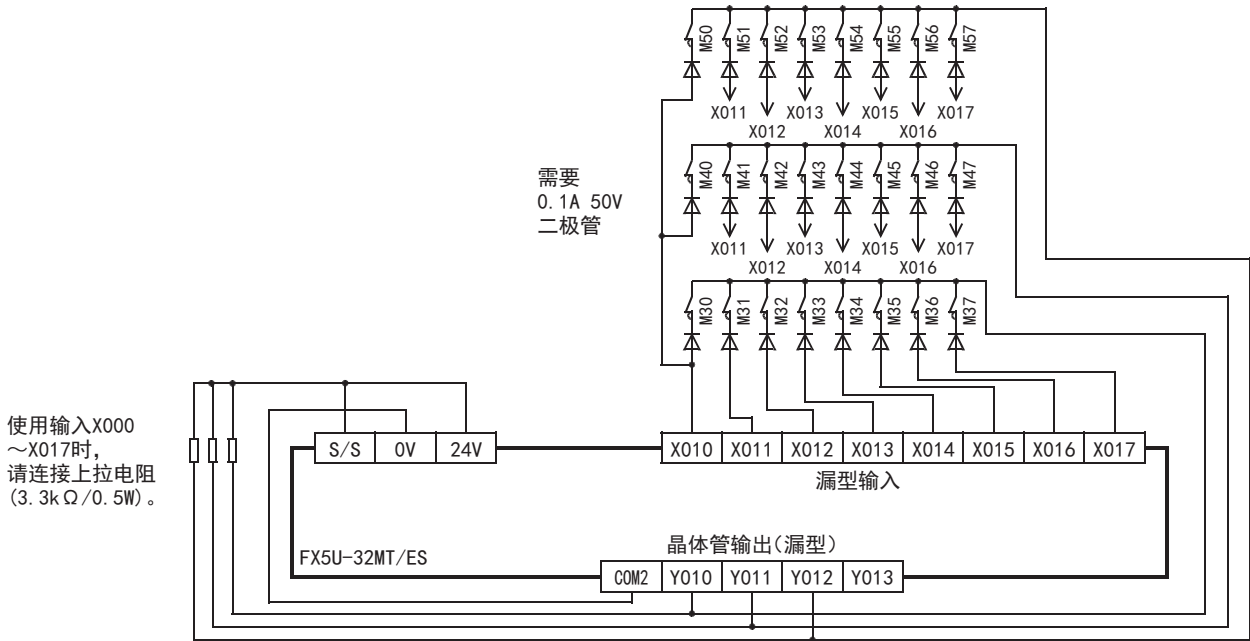 M50 M51 M52 M53 M54 M55 M56 M57
X011 X013 X015 X017
X012 X014 X016
M40 M41 M42 M43 M44 M45 M46 M47
需要
0.1A 50V
二极管
X011 X013 X015 X017
X012 X014 X016
M30 M31 M32 M33 M34 M35 M36 M37
使用输入X000
～X017时，
请连接上拉电阻
(3.3kΩ/0.5W)。
S/S 0V 24V
X010 X011 X012 X013 X014 X015 X016 X017
漏型输入
FX5U-32MT/ES
晶体管输出(漏型)
COM2 Y010 Y011 Y012 Y013